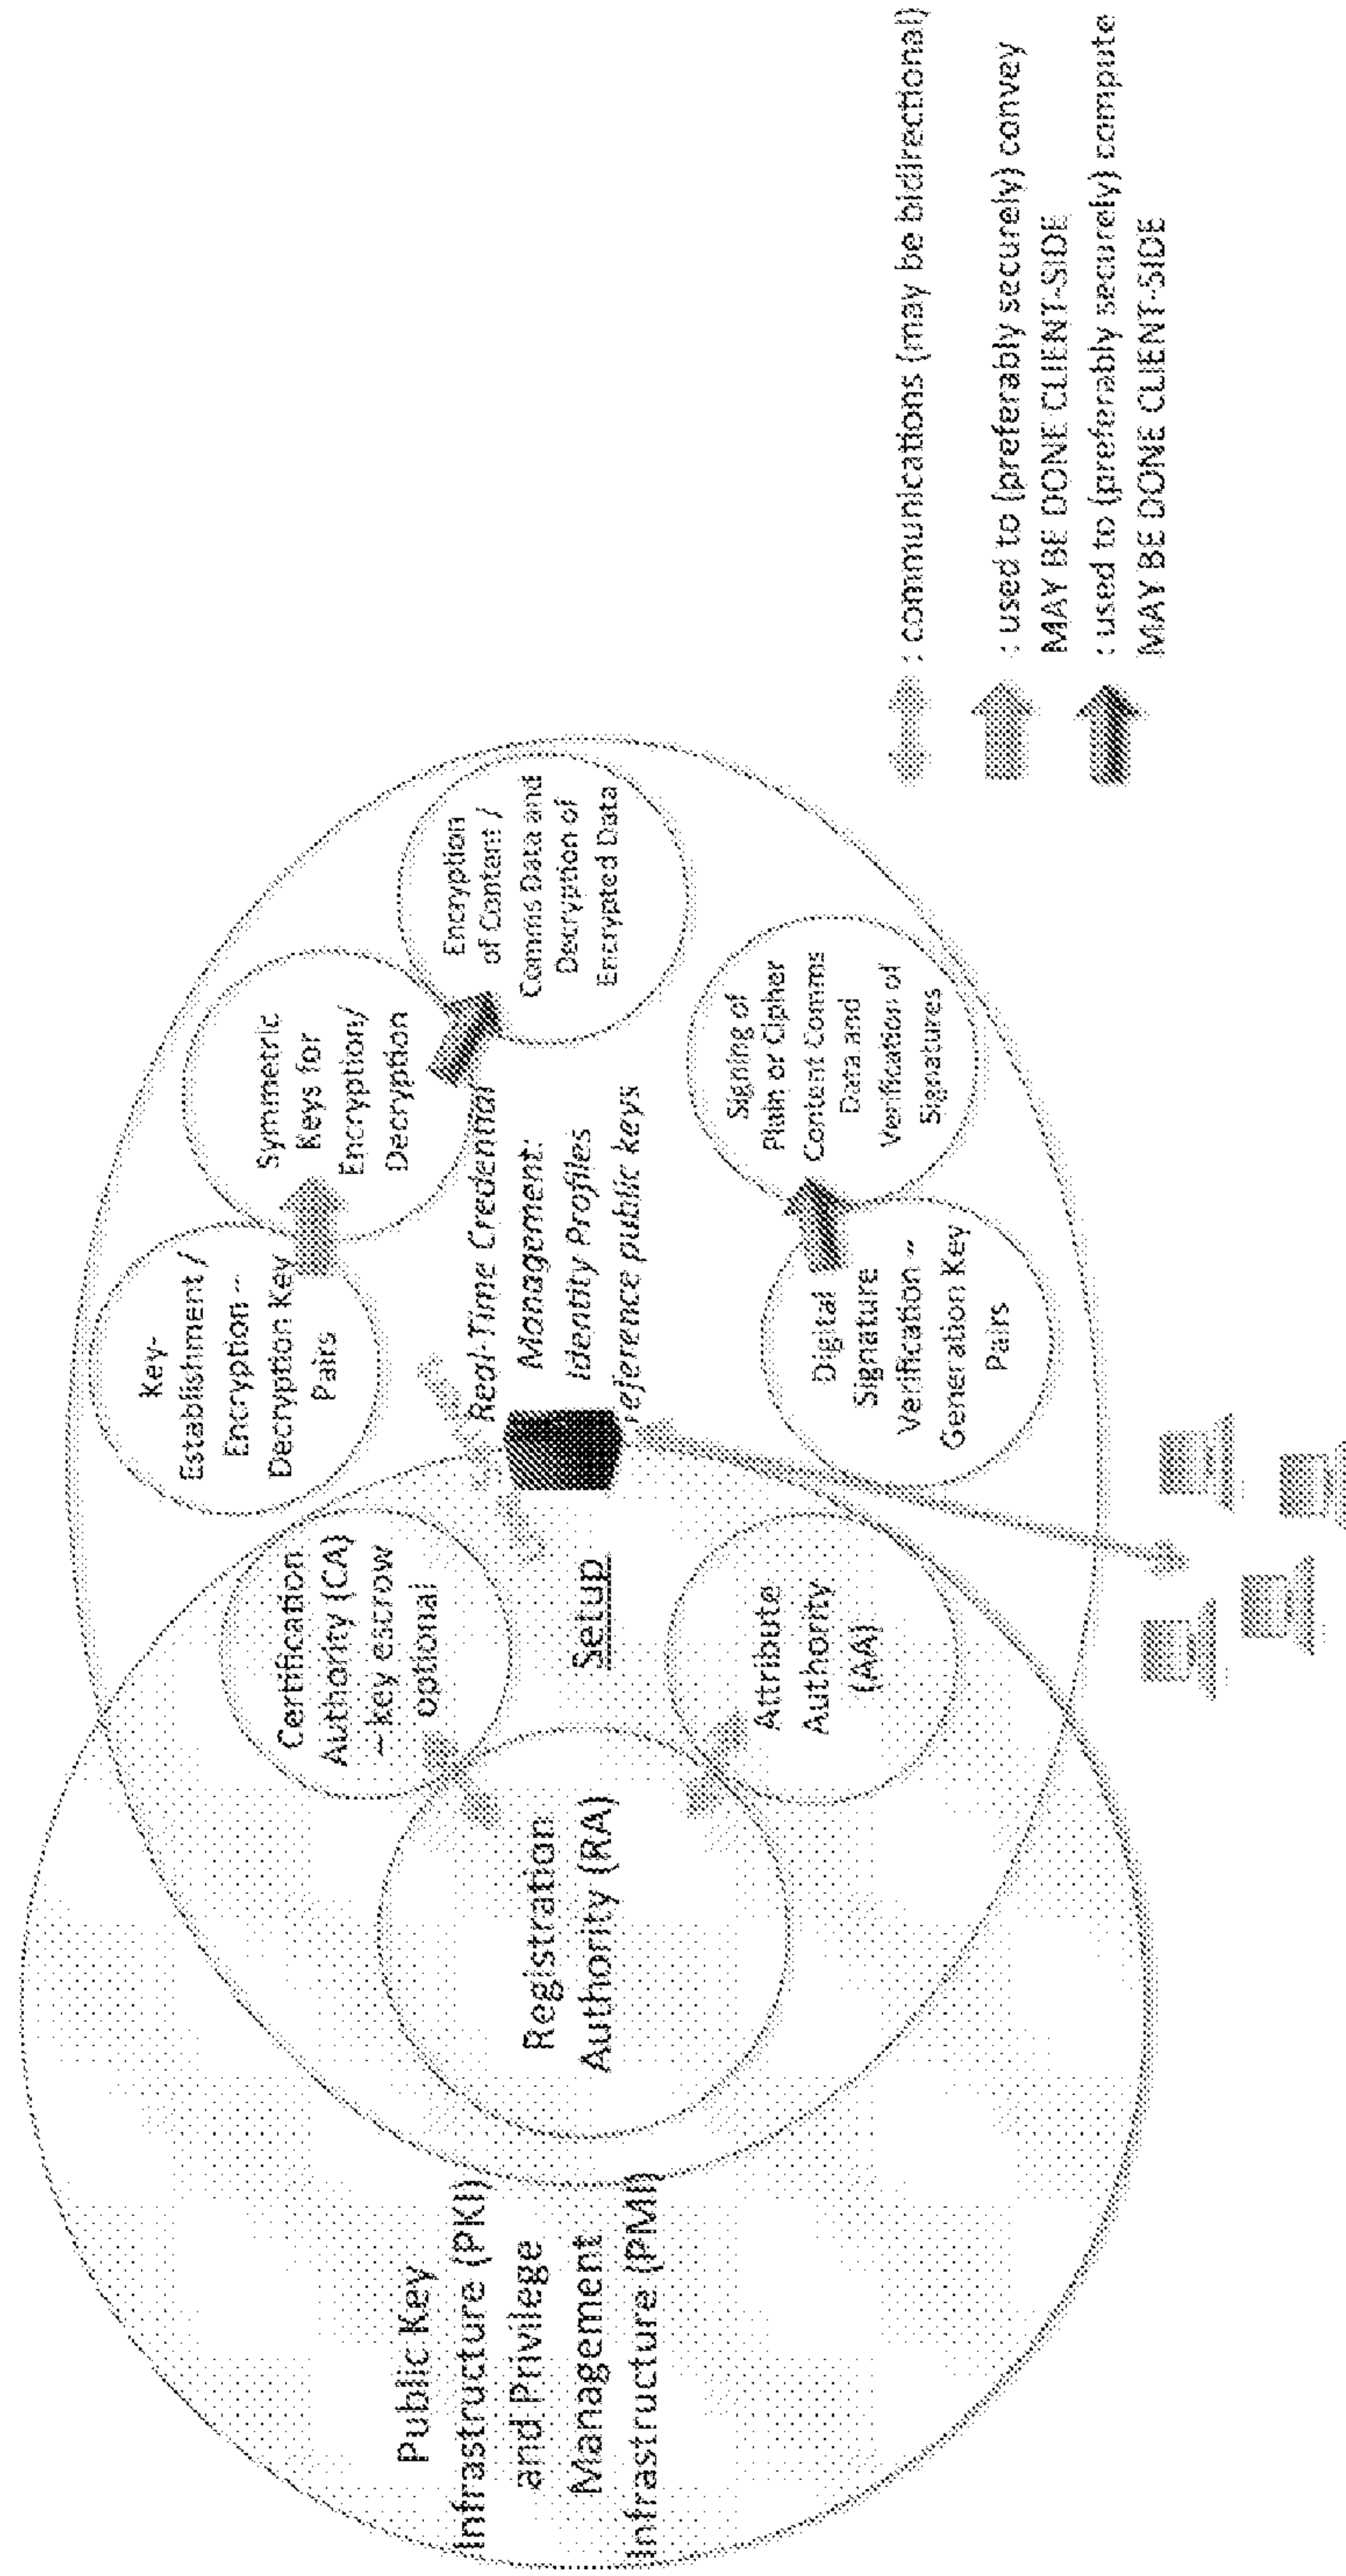 Public Key
Infrastructure (PKI)
and Privilege
Management
Infrastructure (PMI)
Registration
Authority (RA)
Certification
Authority (CA)
– key escrow
optional
Setup
Attribute
Authority
(AA)
Key-
Establishment /
Encryption --
Decryption Key
Pairs
Symmetric
Keys for
Encryption/
Decryption
Encryption
of Content /
Comms Data and
Decryption of
Encrypted Data
Real-Time Credential
Management:
Identity Profiles
reference public keys
Digital
Signature
Verification --
Generation Key
Pairs
Signing of
Plain or Cipher
Content Comms
Data and
Verification of
Signatures
: communications (may be bidirectional)
: used to (preferably securely) convey
MAY BE DONE CLIENT-SIDE
: used to (preferably securely) compute
MAY BE DONE CLIENT-SIDE